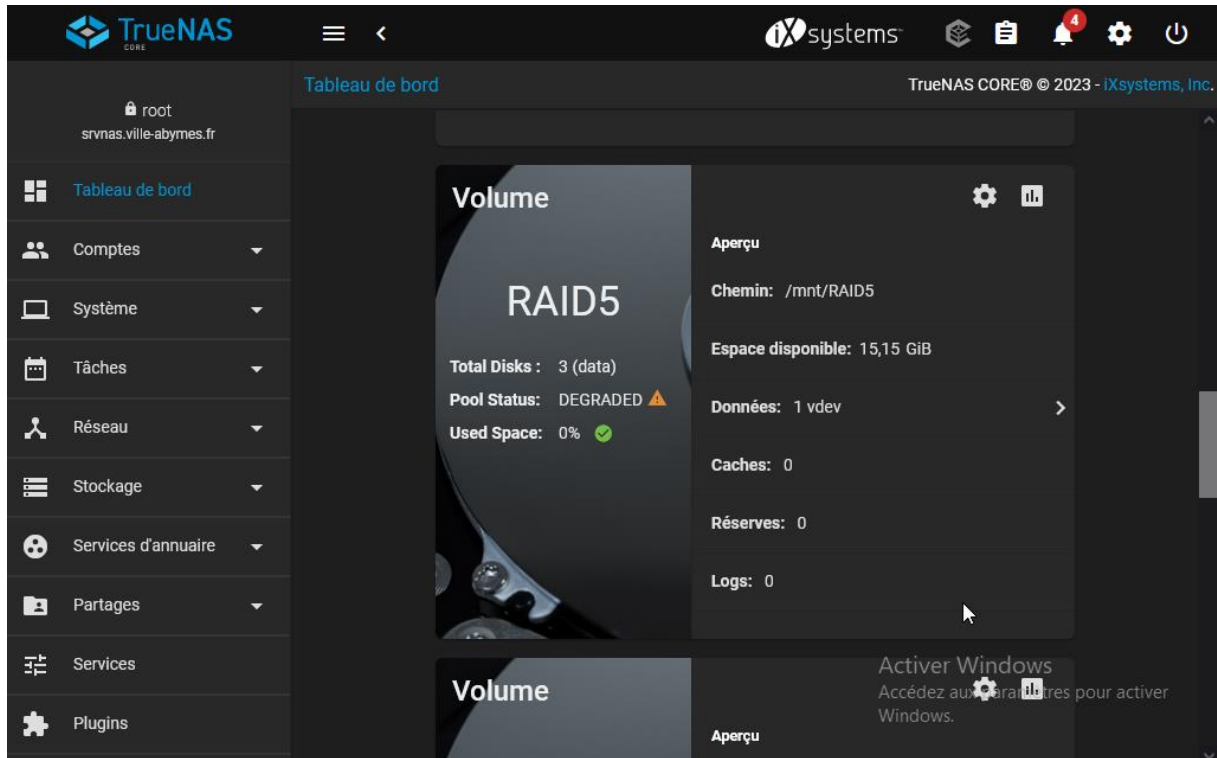 TrueNAS
CORE
iXsystems
4
root
srvnas.ville-abymes.fr
Tableau de bord
TrueNAS CORE® © 2023 - iXsystems, Inc.
Tableau de bord
Comptes
Système
Tâches
Réseau
Stockage
Services d'annuaire
Partages
Services
Plugins
Volume
RAID5
Total Disks : 3 (data)
Pool Status: DEGRADED
Used Space: 0%
Aperçu
Chemin: /mnt/RAID5
Espace disponible: 15,15 GiB
Données: 1 vdev
Caches: 0
Réserves: 0
Logs: 0
Volume
Aperçu
Activer Windows
Accédez aux paramètres pour activer
Windows.